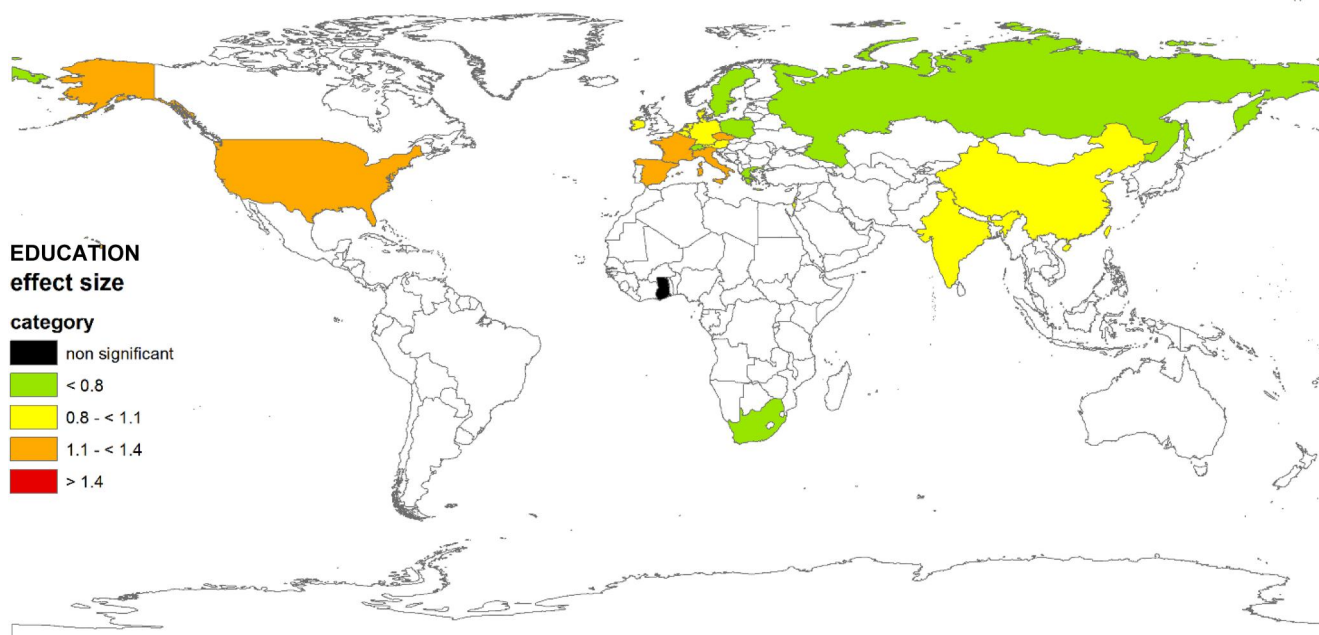 EDUCATION
effect size
category
non significant
< 0.8
0.8 - < 1.1
1.1 - < 1.4
> 1.4